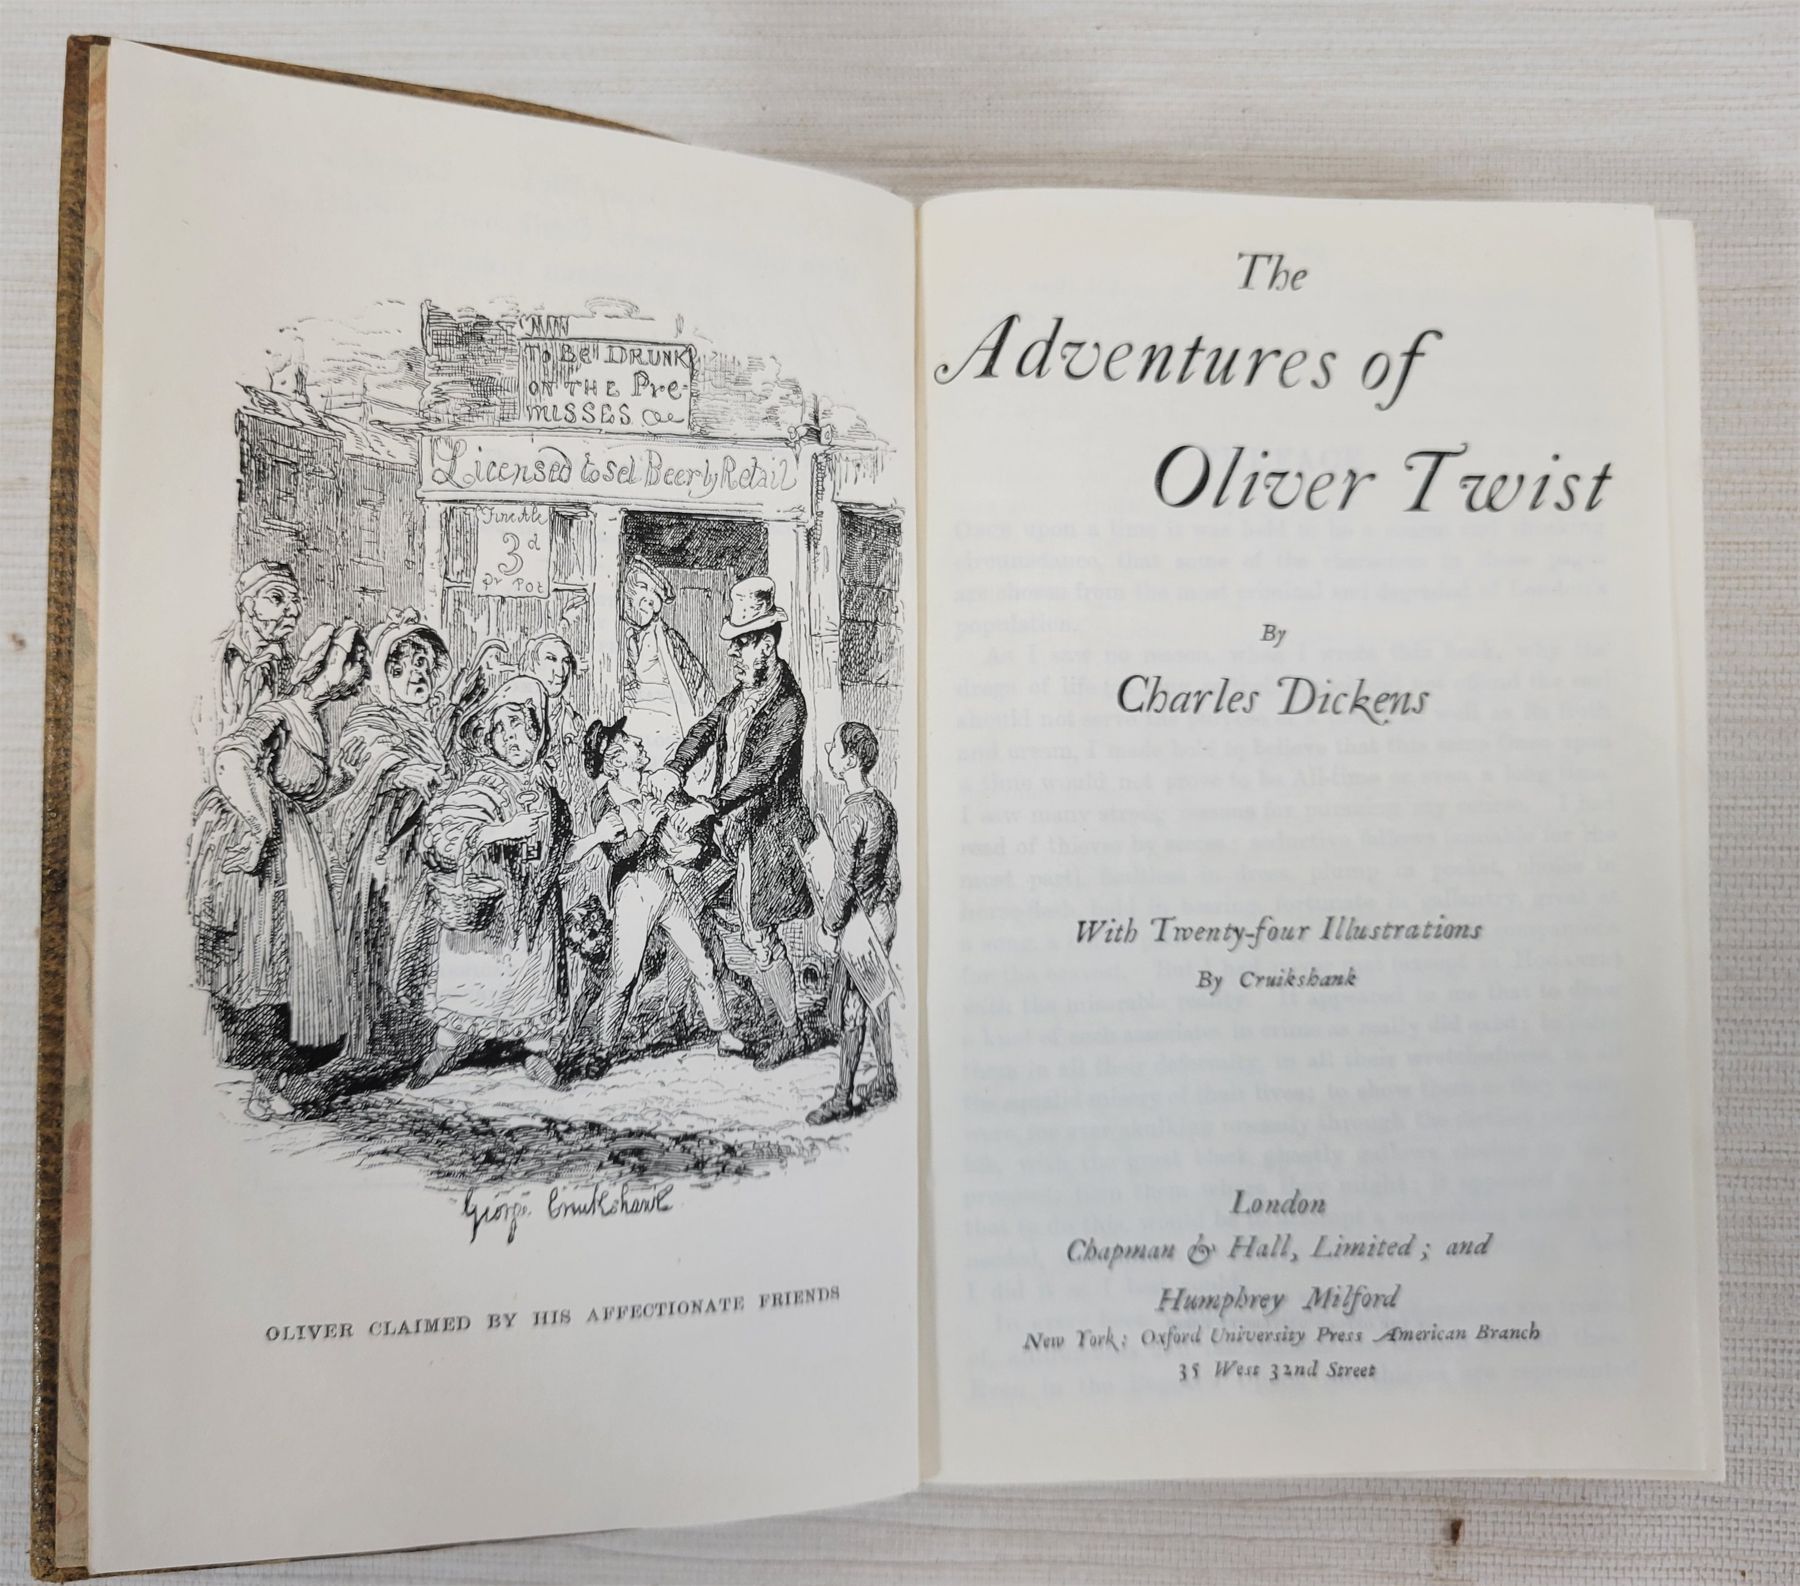 TO BE DRUNK
ON THE Pre-
MISSES
Licensed to sel Beer by Retail
Fine Ale
3d
Pr Pot
George Cruikshank
OLIVER CLAIMED BY HIS AFFECTIONATE FRIENDS
The
Adventures of
Oliver Twist
By
Charles Dickens
With Twenty-four Illustrations
By Cruikshank
London
Chapman & Hall, Limited; and
Humphrey Milford
New York: Oxford University Press American Branch
35 West 32nd Street